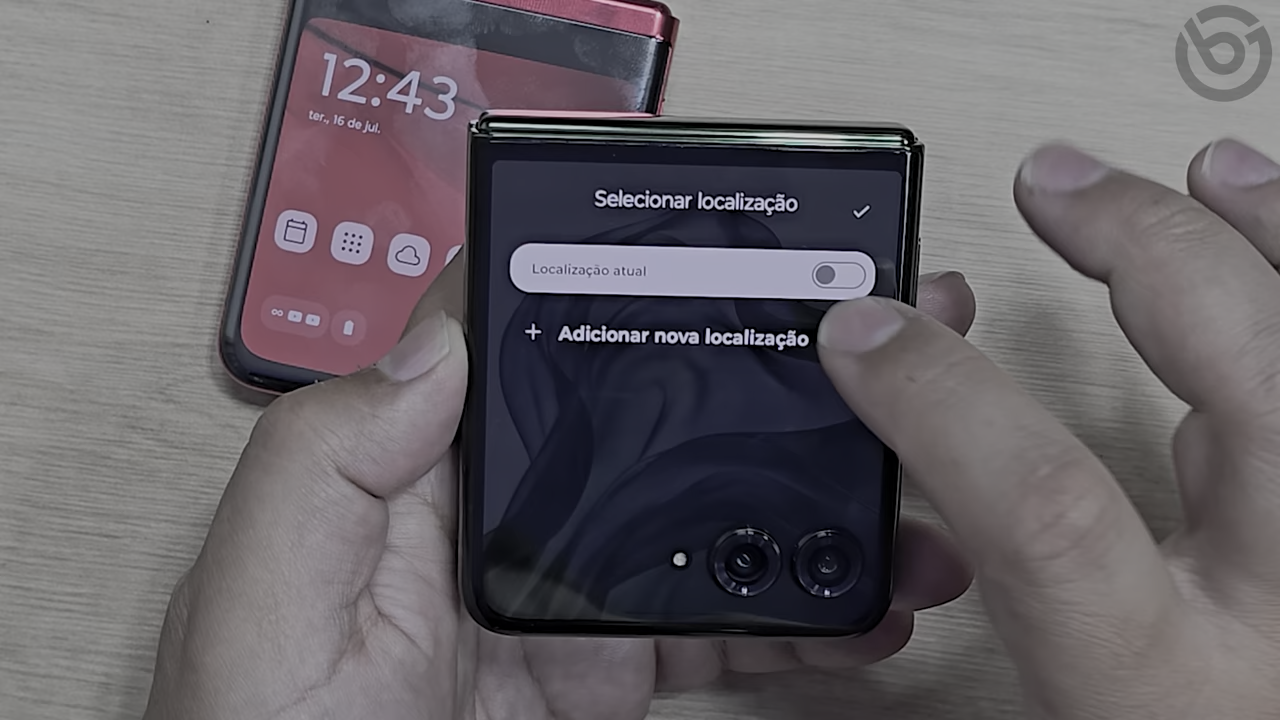 12:43
ter., 16 de jul.
Selecionar localização
Localização atual
+ Adicionar nova localização